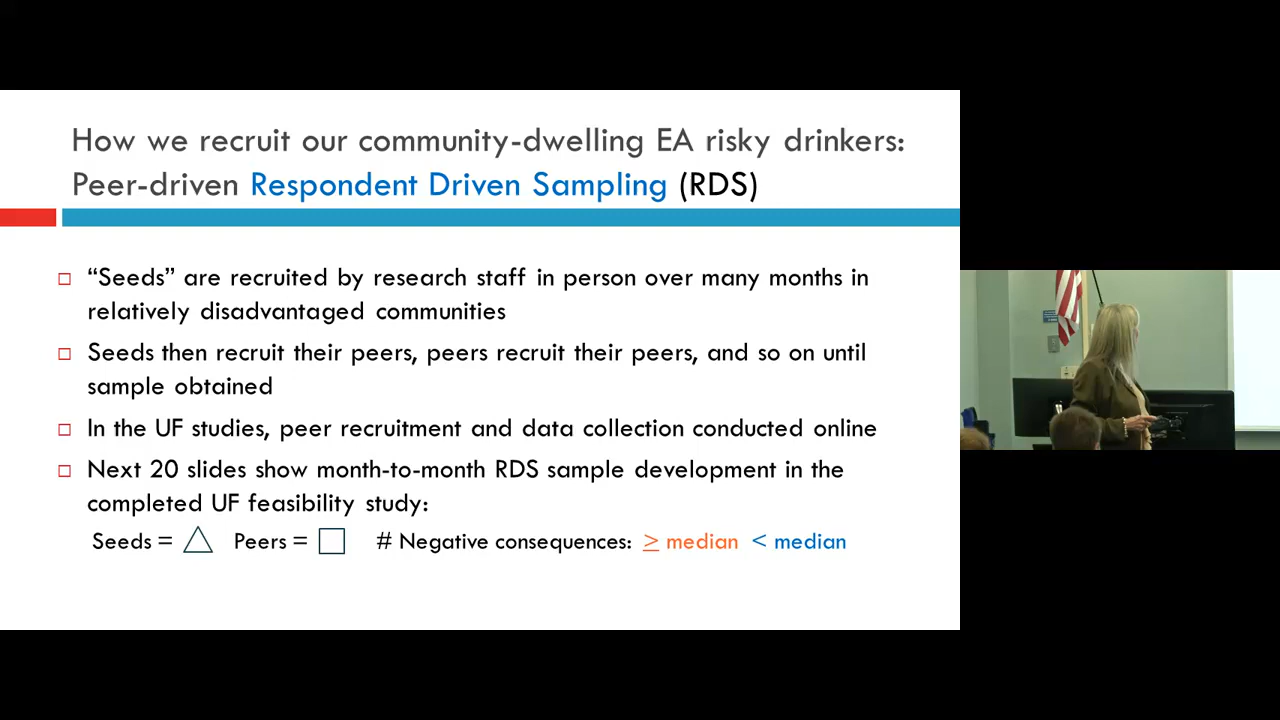 How we recruit our community-dwelling EA risky drinkers:
Peer-driven Respondent Driven Sampling (RDS)
“Seeds” are recruited by research staff in person over many months in
relatively disadvantaged communities
Seeds then recruit their peers, peers recruit their peers, and so on until
sample obtained
In the UF studies, peer recruitment and data collection conducted online
Next 20 slides show month-to-month RDS sample development in the
completed UF feasibility study:
Seeds = △ Peers = □ # Negative consequences: ≥ median < median